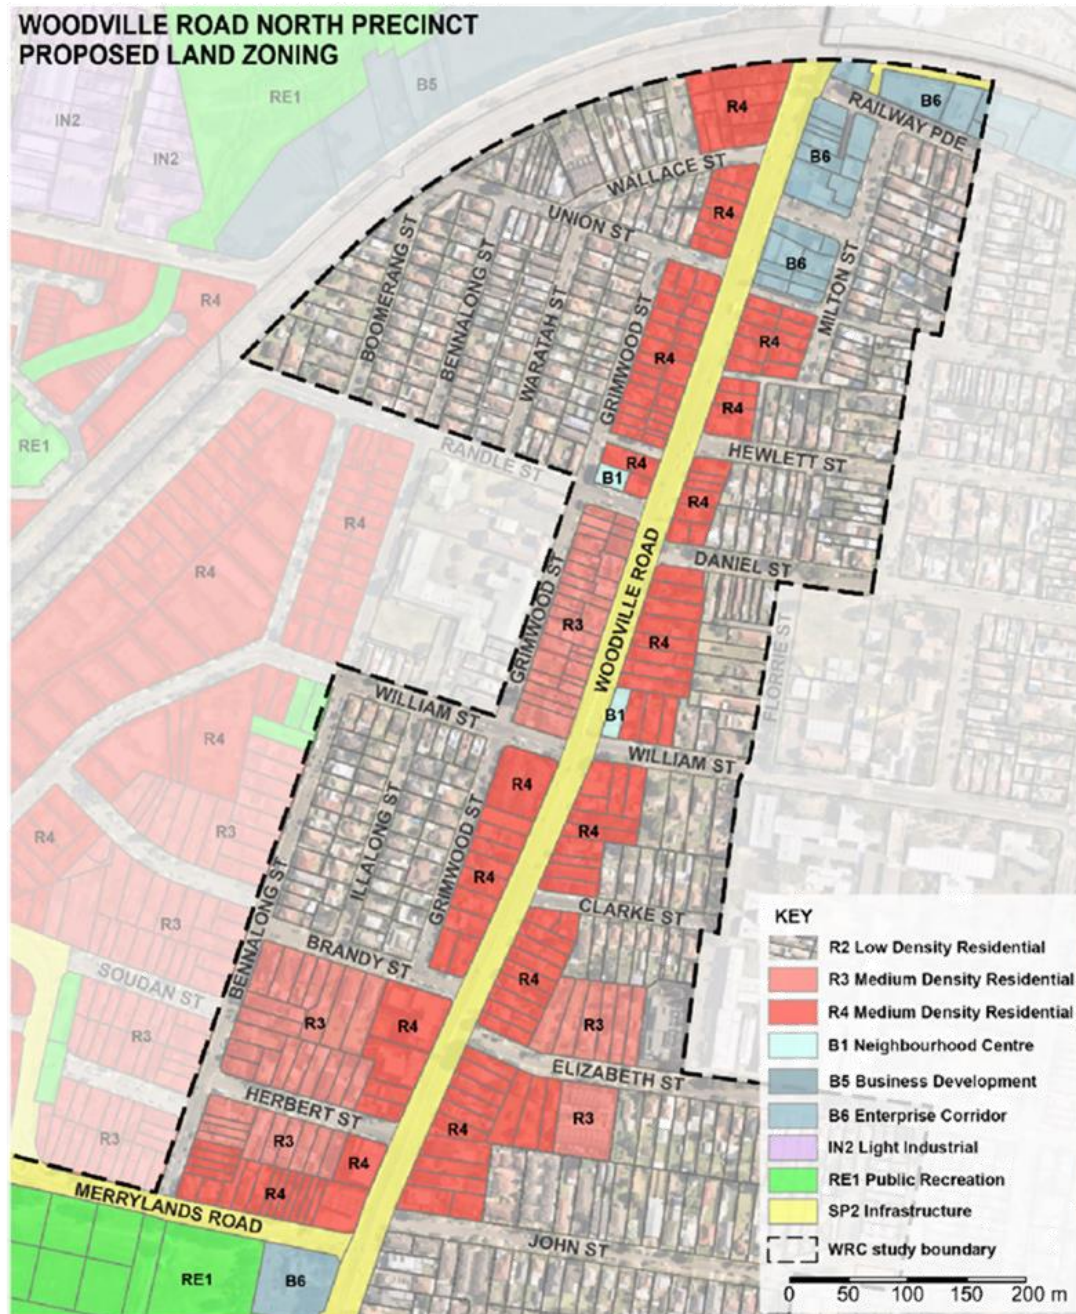 WOODVILLE ROAD NORTH PRECINCT
PROPOSED LAND ZONING
RE1
B5
IN2
IN2
R4
B6
RAILWAY PDE
B6
WALLACE ST
R4
UNION ST
B6
BOOMERANG ST
BENNALONG ST
WARATAH ST
GRIMWOOD ST
MILTON ST
R4
R4
R4
R4
RE1
RANDLE ST
R4
B1
HEWLETT ST
R4
R4
R4
DANIEL ST
GRIMWOOD ST
R3
WOODVILLE ROAD
R4
FLORRIE ST
B1
WILLIAM ST
WILLIAM ST
R4
R4
R4
R4
R3
ILLALONG ST
GRIMWOOD ST
R4
CLARKE ST
BENNALONG ST
BRANDY ST
R3
SOUDAN ST
R3
R4
R4
R3
R3
ELIZABETH ST
HERBERT ST
R3
R4
R4
R3
R3
R4
MERRYLANDS ROAD
JOHN ST
RE1
B6
KEY
R2 Low Density Residential
R3 Medium Density Residential
R4 Medium Density Residential
B1 Neighbourhood Centre
B5 Business Development
B6 Enterprise Corridor
IN2 Light Industrial
RE1 Public Recreation
SP2 Infrastructure
WRC study boundary
0 50 100 200 m